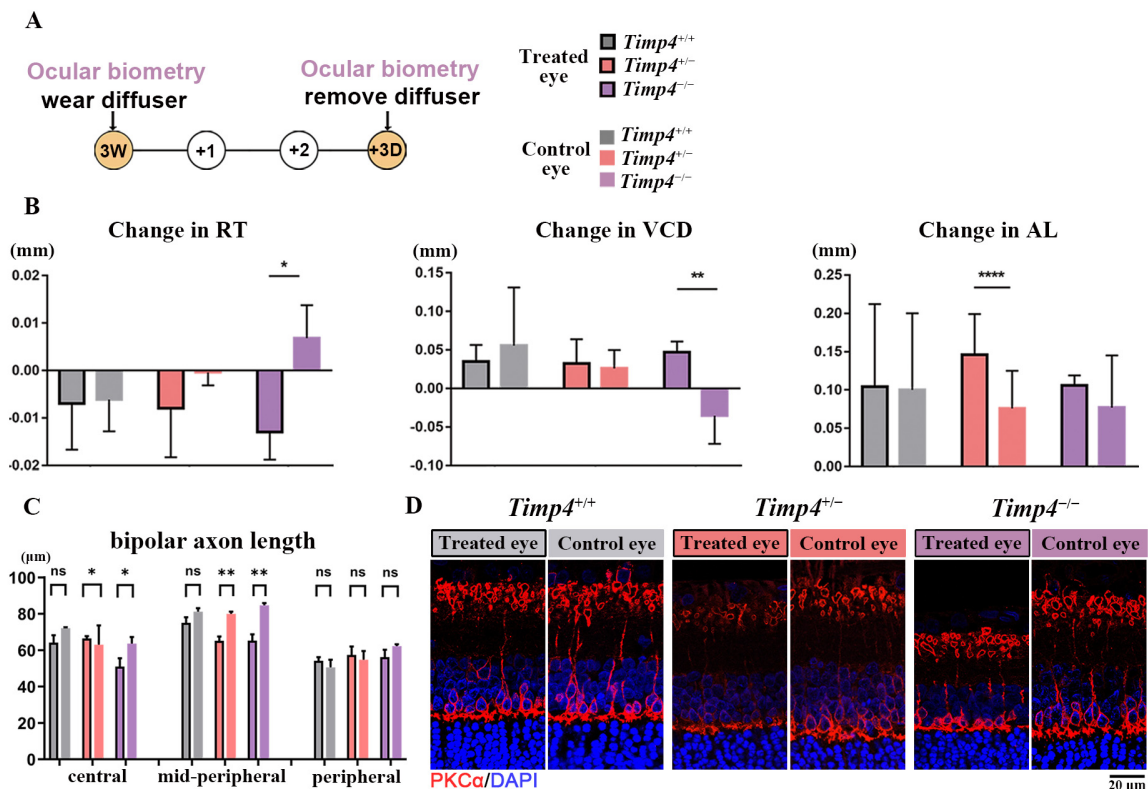 A
Ocular biometry
wear diffuser
Ocular biometry
remove diffuser
3W
+1
+2
+3D
Treated
eye
Timp4+/+
Timp4+/−
Timp4−/−
Control
eye
Timp4+/+
Timp4+/−
Timp4−/−
B
Change in RT
(mm)
0.02
0.01
0.00
-0.01
-0.02
*
Change in VCD
(mm)
0.15
0.10
0.05
0.00
-0.05
-0.10
**
Change in AL
(mm)
0.25
0.20
0.15
0.10
0.05
0.00
****
C
bipolar axon length
(μm)
100
80
60
40
20
0
ns * * ns ** ** ns ns ns
central mid-peripheral peripheral
D
Timp4+/+ Timp4+/− Timp4−/−
Treated eye Control eye Treated eye Control eye Treated eye Control eye
PKCα/DAPI
20 μm